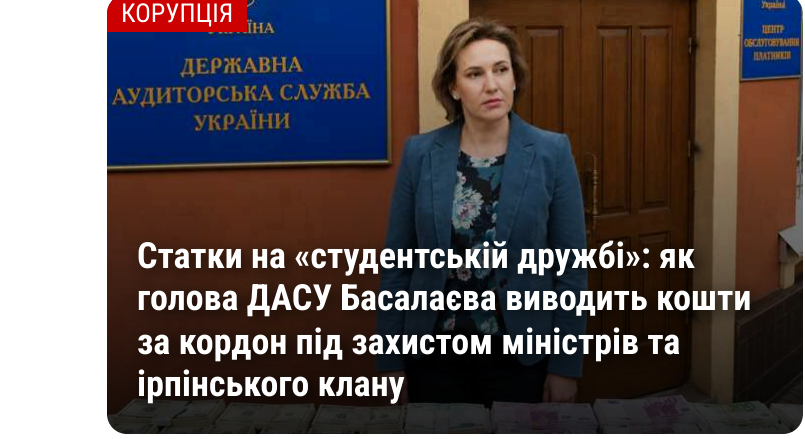 КОРУПЦІЯ
УКРАЇНА
ДЕРЖАВНА
АУДИТОРСЬКА СЛУЖБА
УКРАЇНИ
України
ЦЕНТР
ОБСЛУГОВУВАННЯ
ПЛАТНИКІВ
Статки на «студентській дружбі»: як
голова ДАСУ Басалаєва виводить кошти
за кордон під захистом міністрів та
ірпінського клану